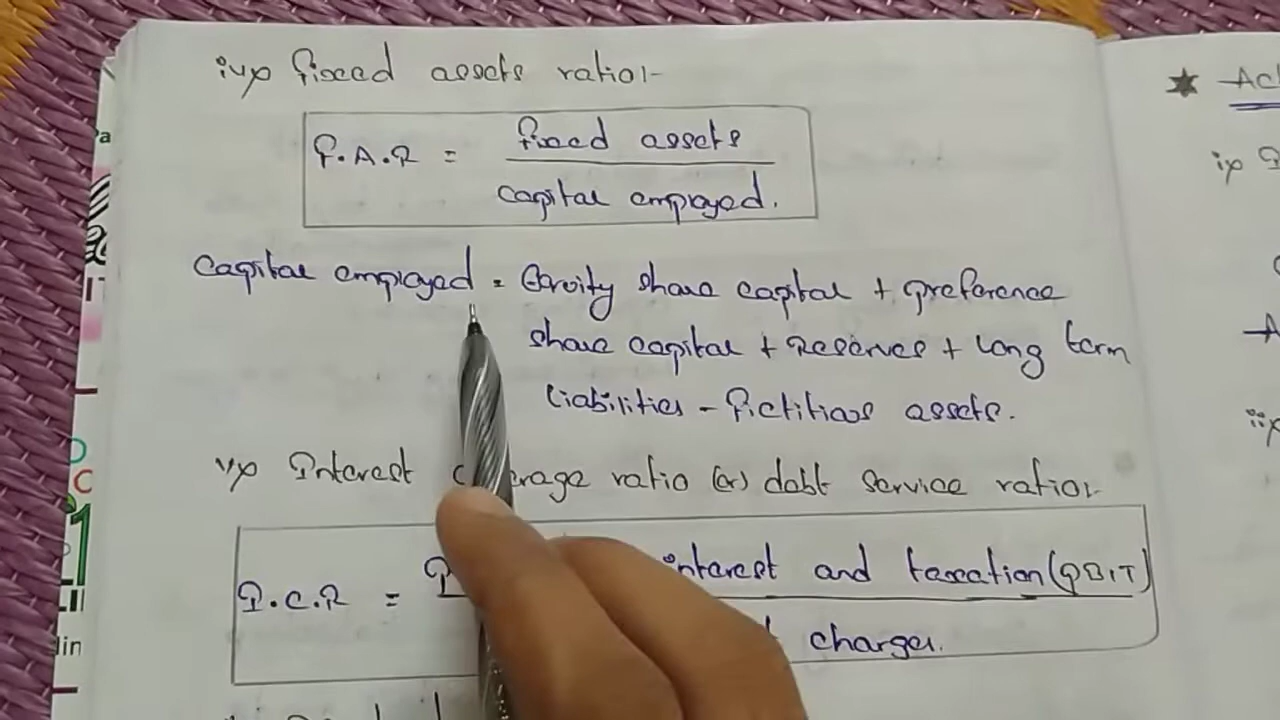 iv) fixed assets ratio:-
F.A.R = fixed assets
capital employed.
Capital employed = Equity share capital + preference
share capital + Reserves + long term
liabilities - fictitious assets.
v) Interest rage ratio (or) debt service ratio:-
I.C.R = interest and taxation (PBIT)
charges.